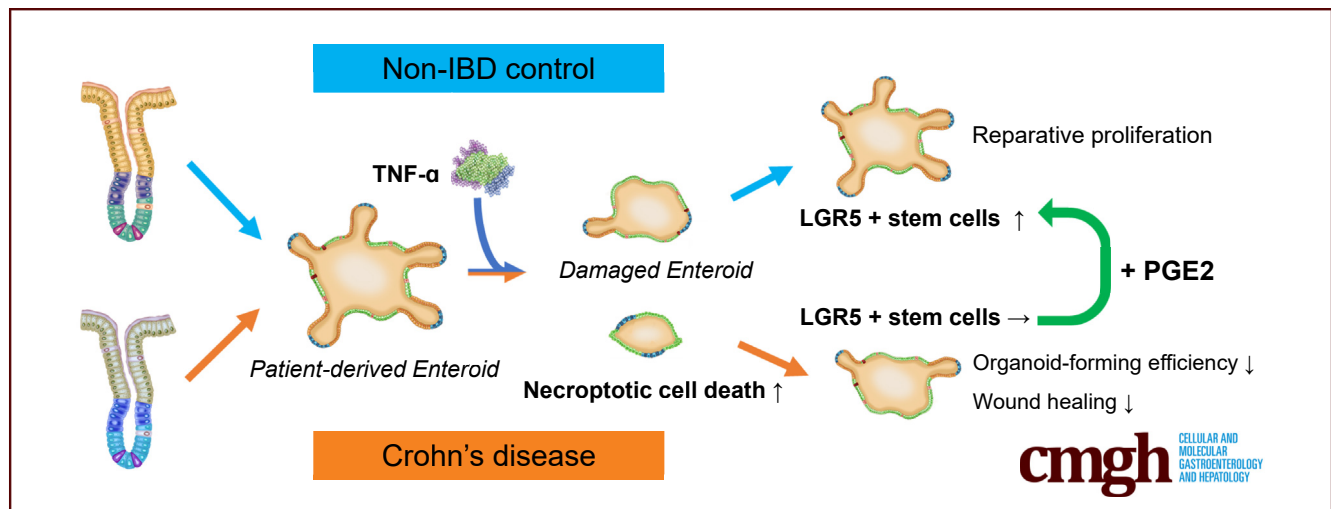 Non-IBD control
TNF-α
Reparative proliferation
Damaged Enteroid
LGR5 + stem cells ↑
+ PGE2
LGR5 + stem cells →
Patient-derived Enteroid
Necroptotic cell death ↑
Organoid-forming efficiency ↓
Wound healing ↓
Crohn’s disease
cmgh
CELLULAR AND
MOLECULAR
GASTROENTEROLOGY
AND HEPATOLOGY